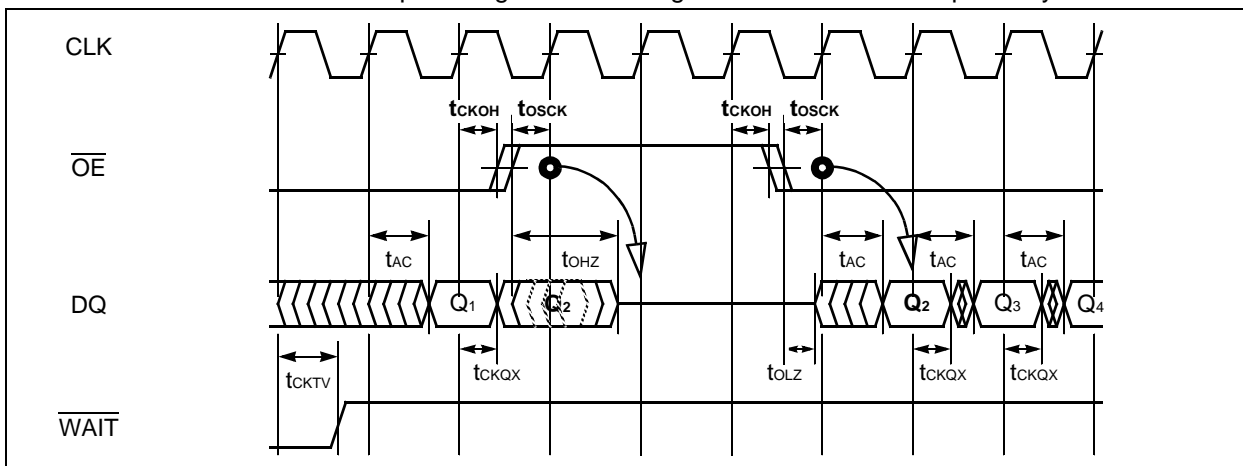 CLK
tCKOH tOSCK tCKOH tOSCK
OE
tAC tOHZ tAC tAC tAC
DQ Q1 Q2 Q2 Q3 Q4
tCKTV tCKQX tOLZ tCKQX tCKQX
WAIT